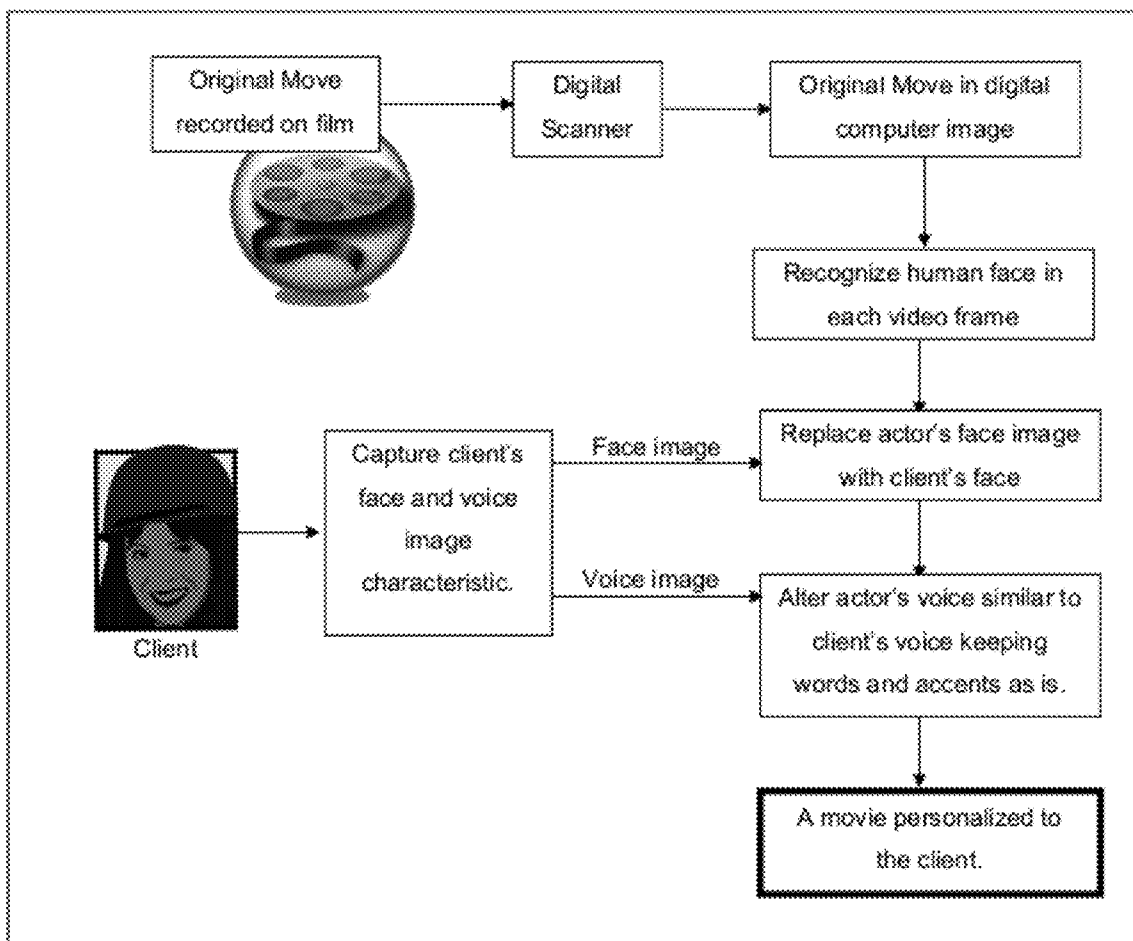 Original Move
recorded on film
Digital
Scanner
Original Move in digital
computer image
Recognize human face in
each video frame
Client
Capture client's
face and voice
image
characteristic.
Face image
Voice image
Replace actor's face image
with client's face
Alter actor's voice similar to
client's voice keeping
words and accents as is.
A movie personalized to
the client.